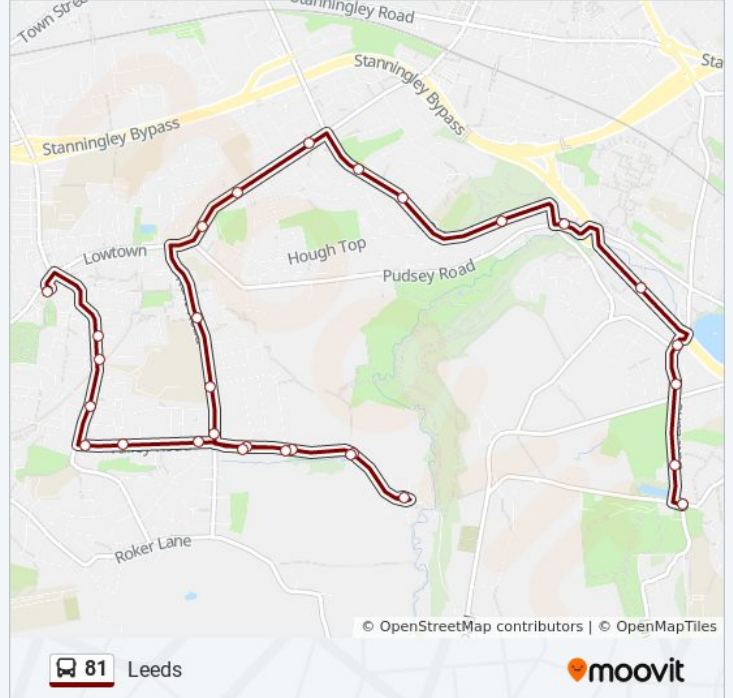 Town Stre
Stanningley Road
Sta
Stanningley Bypass
Stanningley Bypass
Lowtown
Hough Top
Pudsey Road
Roker Lane
© OpenStreetMap contributors | © OpenMapTiles
81 Leeds
moovit